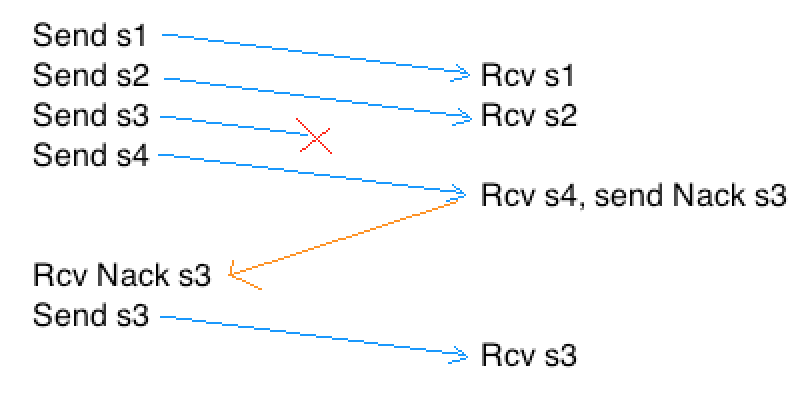 Send s1
Rcv s1
Send s2
Rcv s2
Send s3
Send s4
Rcv s4, send Nack s3
Rcv Nack s3
Send s3
Rcv s3